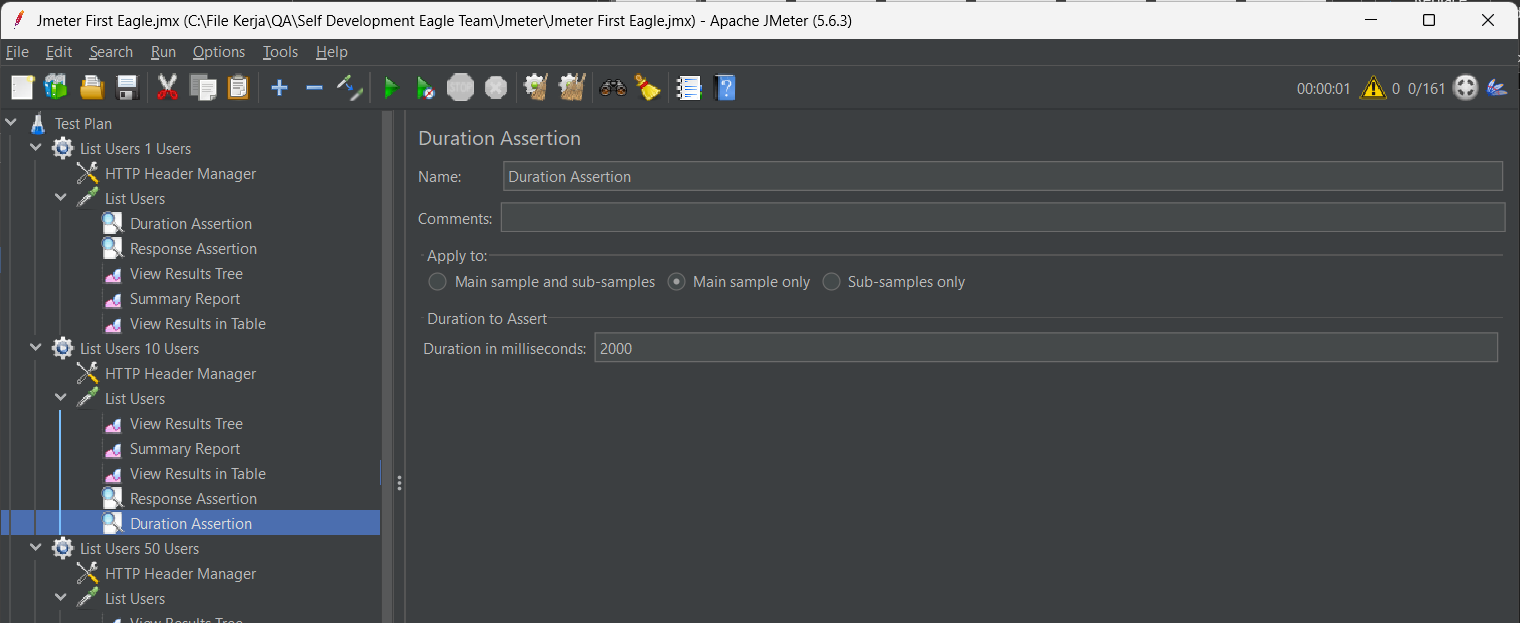 Jmeter First Eagle.jmx (C:\File Kerja\QA\Self Development Eagle Team\Jmeter\Jmeter First Eagle.jmx) - Apache JMeter (5.6.3)
File Edit Search Run Options Tools Help
STOP
00:00:01 0 0/161
Test Plan
List Users 1 Users
HTTP Header Manager
List Users
Duration Assertion
Response Assertion
View Results Tree
Summary Report
View Results in Table
List Users 10 Users
HTTP Header Manager
List Users
View Results Tree
Summary Report
View Results in Table
Response Assertion
Duration Assertion
List Users 50 Users
HTTP Header Manager
List Users
View Results Tree
Duration Assertion
Name: Duration Assertion
Comments:
Apply to:
Main sample and sub-samples Main sample only Sub-samples only
Duration to Assert
Duration in milliseconds: 2000